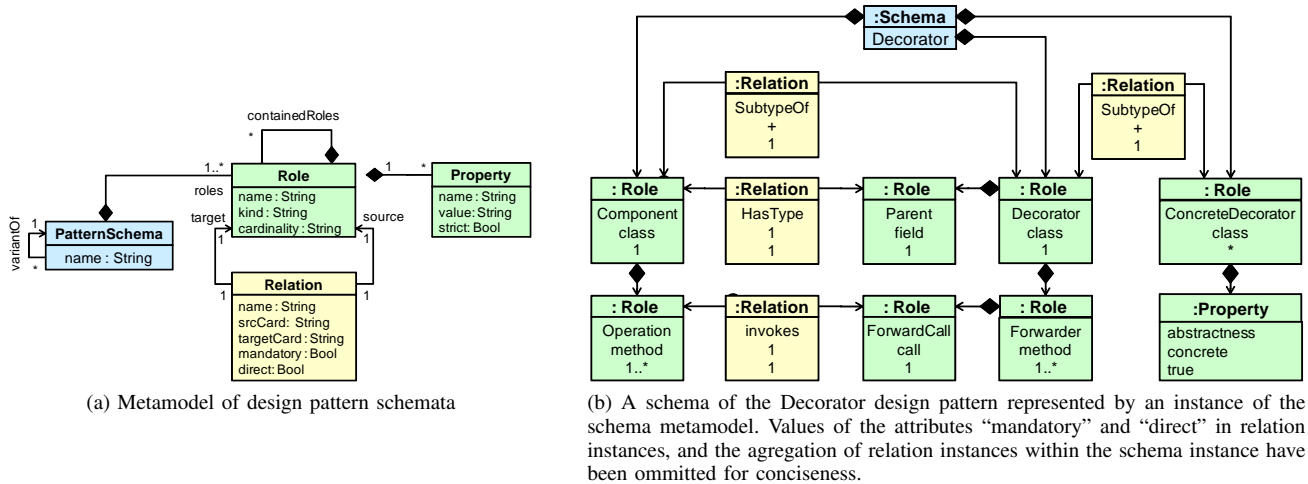 containedRoles
*
1..*
roles
Role
name : String
kind : String
cardinality : String
1
*
Property
name : String
value: String
strict: Bool
target
source
1
1
variantOf
1
*
PatternSchema
name : String
1
1
Relation
name : String
srcCard: String
targetCard: String
mandatory : Bool
direct: Bool
(a) Metamodel of design pattern schemata
:Schema
Decorator
:Relation
SubtypeOf
+
1
:Relation
SubtypeOf
+
1
: Role
Component
class
1
:Relation
HasType
1
1
: Role
Parent
field
1
: Role
Decorator
class
1
: Role
ConcreteDecorator
class
*
: Role
Operation
method
1..*
:Relation
invokes
1
1
: Role
ForwardCall
call
1
: Role
Forwarder
method
1..*
:Property
abstractness
concrete
true
(b) A schema of the Decorator design pattern represented by an instance of the
schema metamodel. Values of the attributes “mandatory” and “direct” in relation
instances, and the agregation of relation instances within the schema instance have
been ommitted for conciseness.